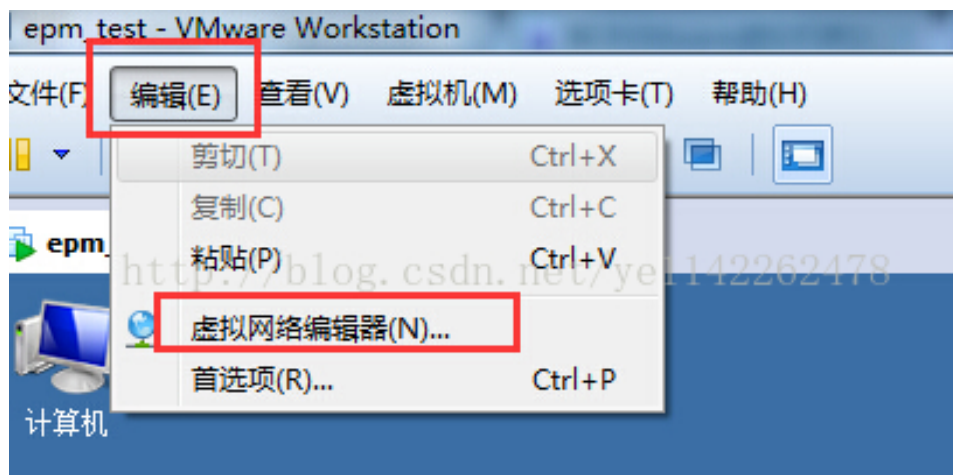 epm_test - VMware Workstation
文件(F) 编辑(E) 查看(V) 虚拟机(M) 选项卡(T) 帮助(H)
剪切(T) Ctrl+X
复制(C) Ctrl+C
epm_
粘贴(P) Ctrl+V
http://blog.csdn.net/ye1142262478
虚拟网络编辑器(N)...
首选项(R)... Ctrl+P
计算机